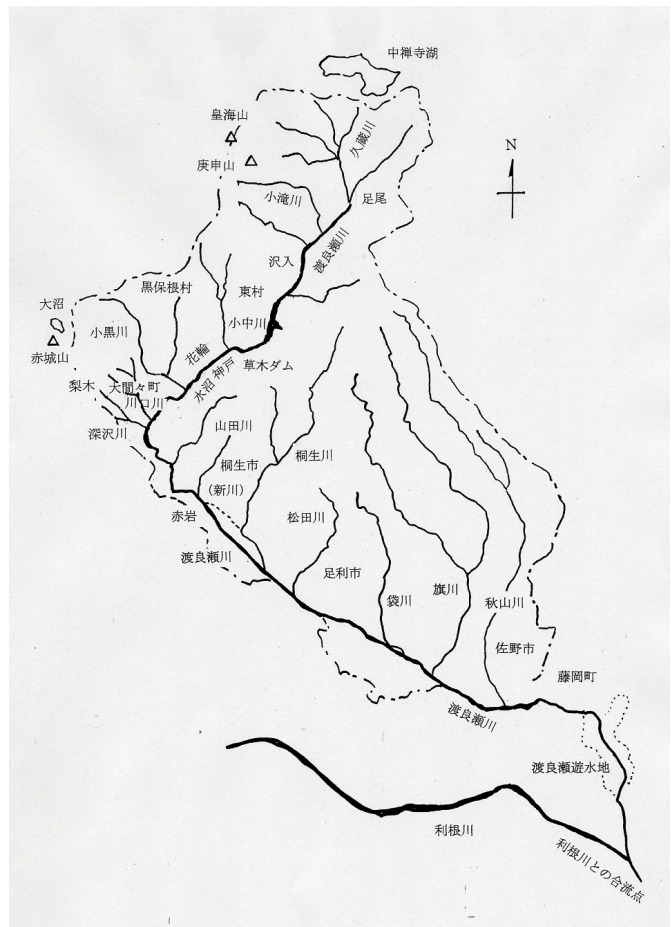 中禅寺湖
皇海山
庚申山
久蔵川
N
小滝川
足尾
沢入
渡良瀬川
黒保根村
東村
大沼
小黒川
小中川
赤城山
花輪
水沼
神戸
草木ダム
梨木
大間々町
川口川
深沢川
山田川
桐生市
(新川)
桐生川
赤岩
松田川
渡良瀬川
足利市
袋川
旗川
秋山川
佐野市
藤岡町
渡良瀬川
渡良瀬遊水地
利根川
利根川との合流点